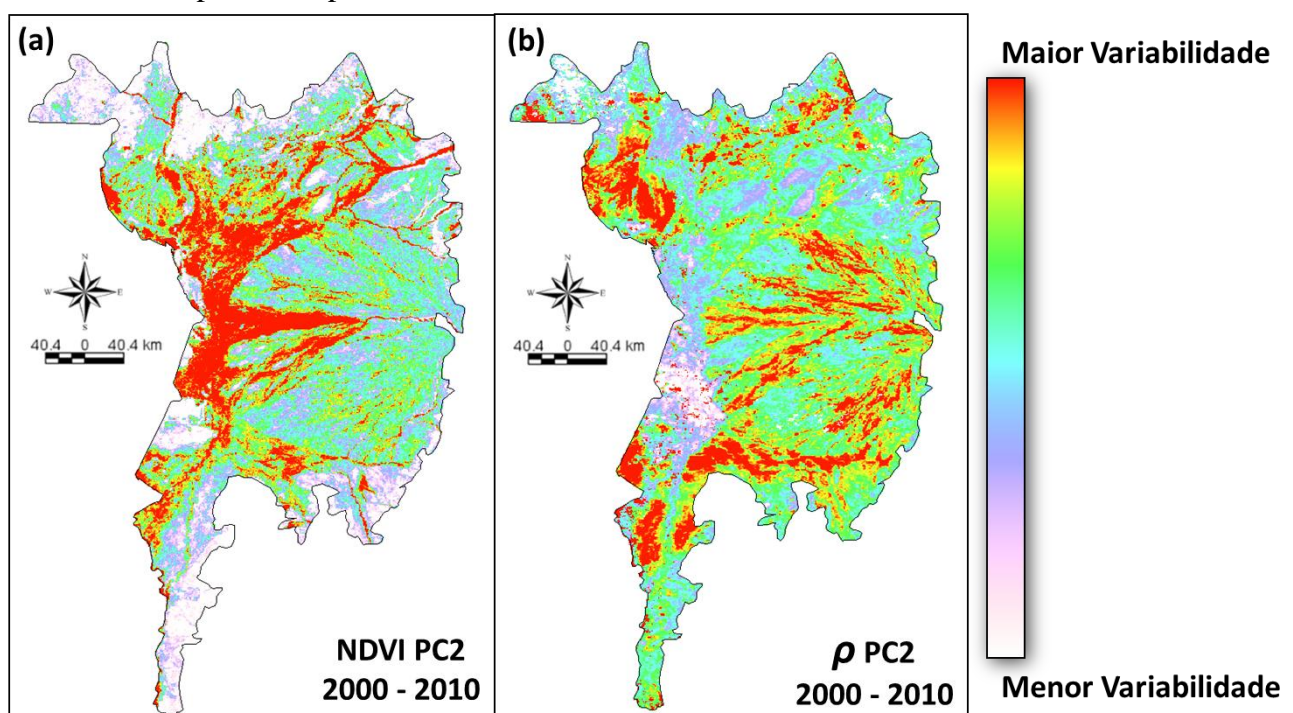 (a)
N
W E
S
40.4 0 40.4 km
NDVI PC2
2000 - 2010
(b)
N
W E
S
40.4 0 40.4 km
ρ PC2
2000 - 2010
Maior Variabilidade
Menor Variabilidade